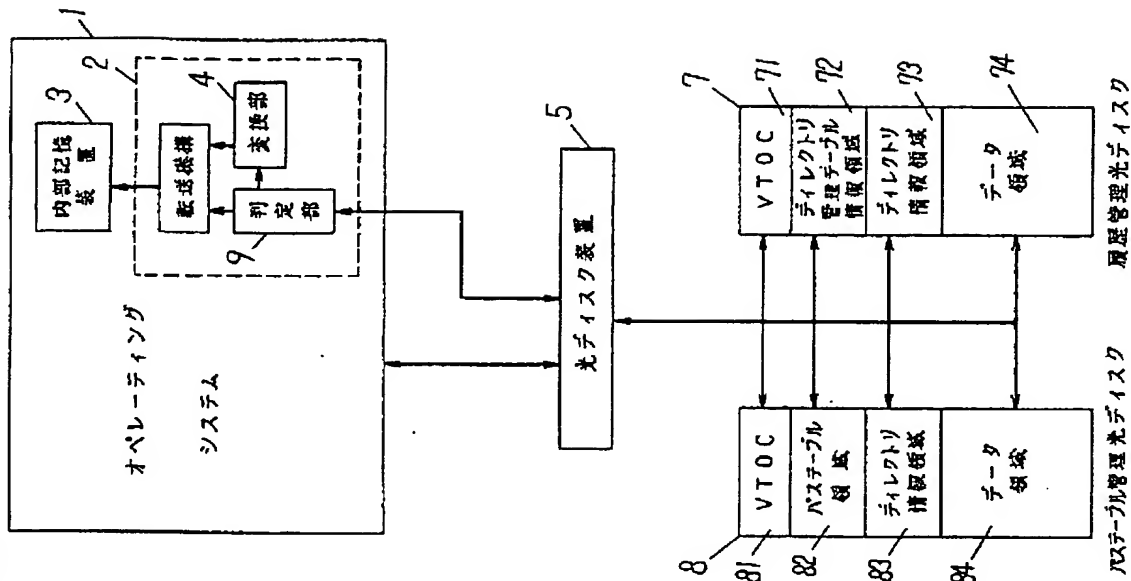 1
2
内部記憶
装置
3
転送機構
変換部
4
判定部
9
オペレーティング
システム
光ディスク装置
5
8
VTOC
81
パステーブル
領域
82
ディレクトリ
情報領域
83
データ
領域
84
パステーブル管理光ディスク
7
VTOC
71
ディレクトリ
管理テーブル
情報領域
72
ディレクトリ
情報領域
73
データ
領域
74
履歴管理光ディスク